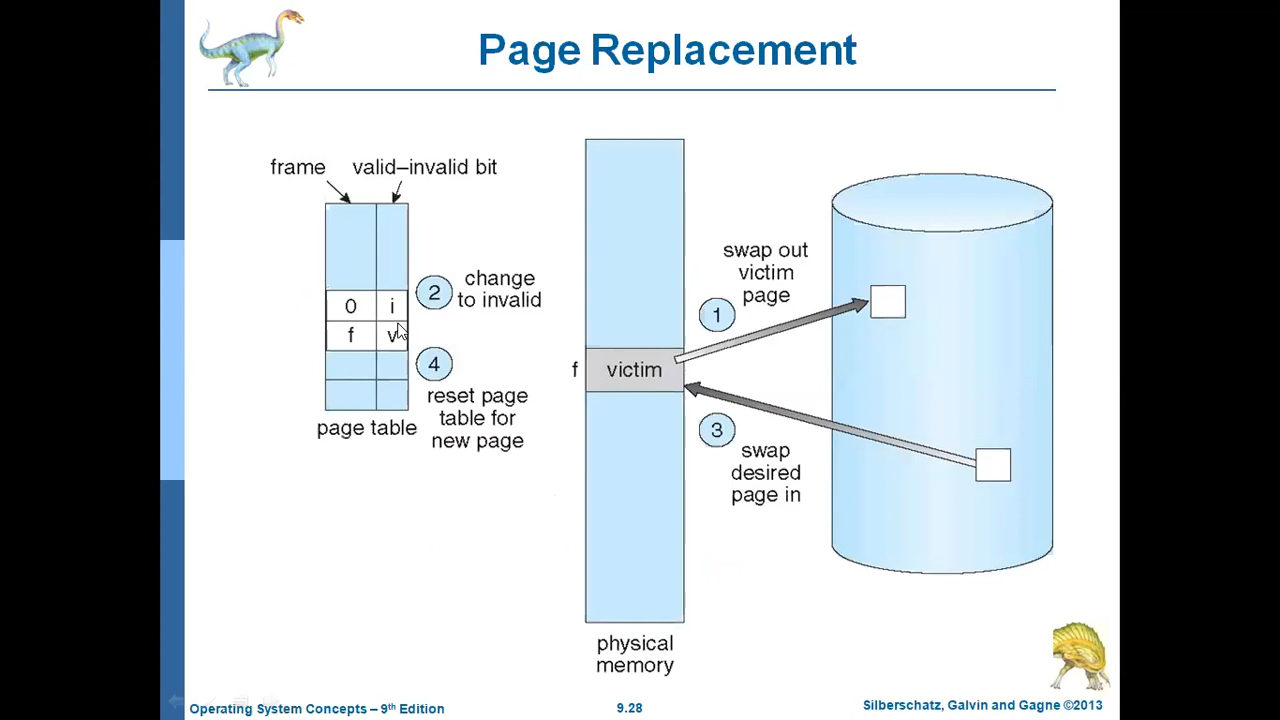 Page Replacement
frame
valid–invalid bit
0
i
f
v
2
change
to invalid
4
reset page
table for
new page
page table
f
victim
physical
memory
1
swap out
victim
page
3
swap
desired
page in
Operating System Concepts – 9th Edition
9.28
Silberschatz, Galvin and Gagne ©2013